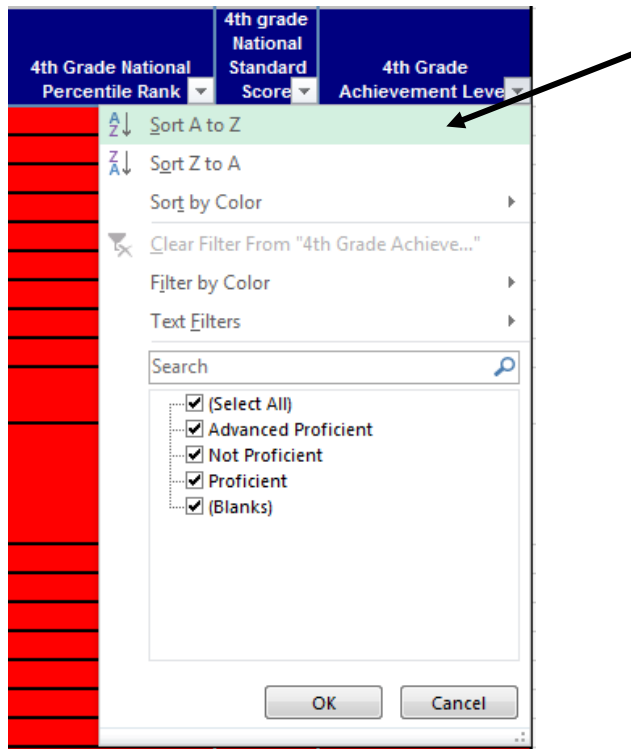 4th Grade National
Percentile Rank
4th grade
National
Standard
Score
4th Grade
Achievement Leve
Sort A to Z
Sort Z to A
Sort by Color
Clear Filter From "4th Grade Achieve..."
Filter by Color
Text Filters
Search
(Select All)
Advanced Proficient
Not Proficient
Proficient
(Blanks)
OK
Cancel